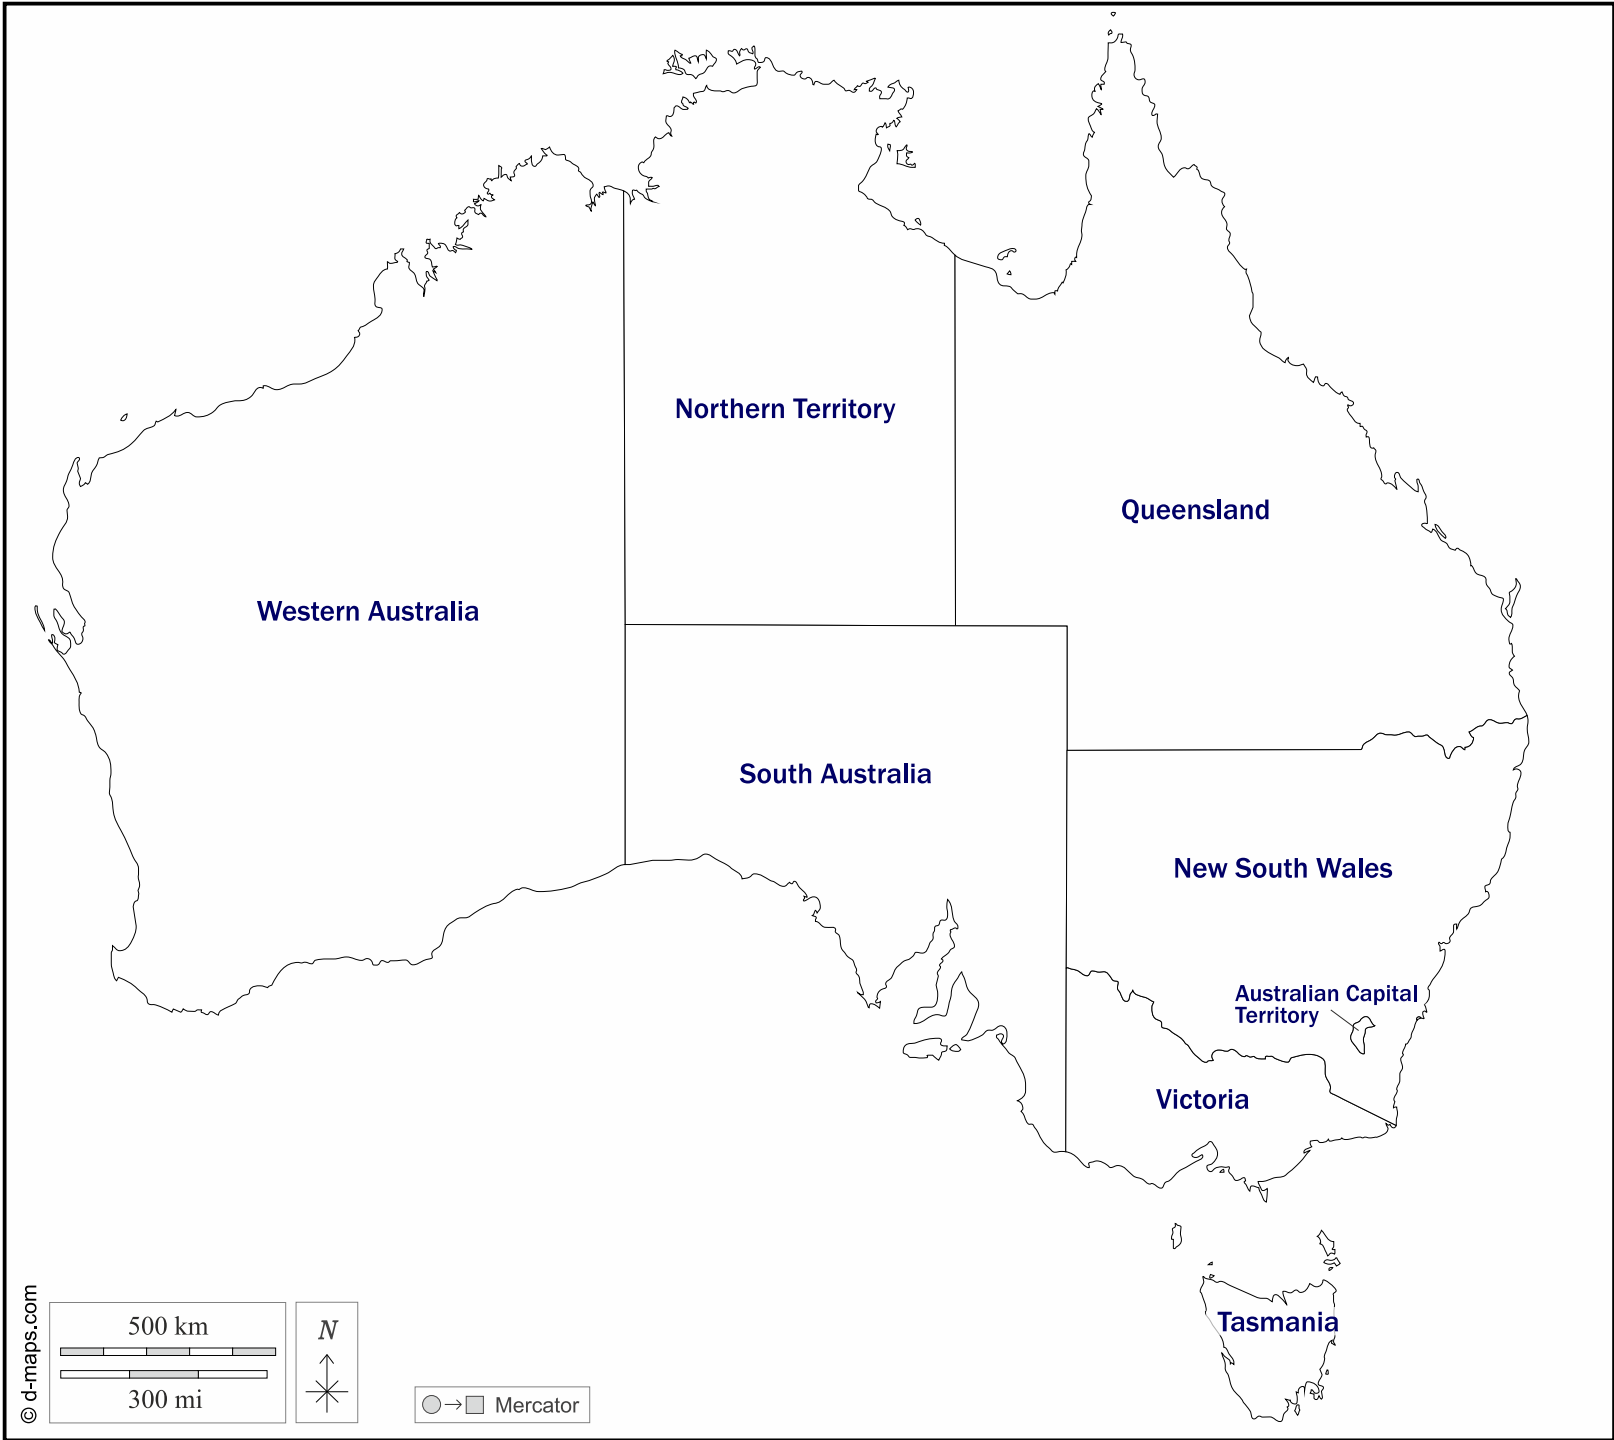 Northern Territory
Queensland
Western Australia
South Australia
New South Wales
Australian Capital
Territory
Victoria
Tasmania
© d-maps.com
500 km
300 mi
N
Mercator